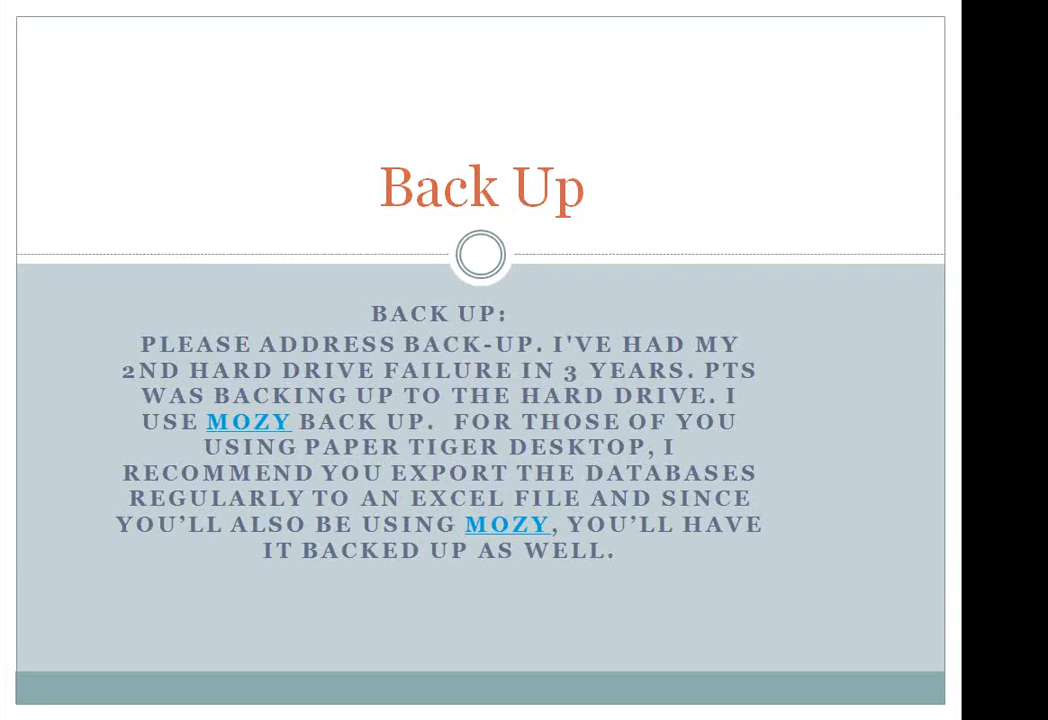 Back Up
BACK UP:
PLEASE ADDRESS BACK-UP. I'VE HAD MY
2ND HARD DRIVE FAILURE IN 3 YEARS. PTS
WAS BACKING UP TO THE HARD DRIVE. I
USE MOZY BACK UP. FOR THOSE OF YOU
USING PAPER TIGER DESKTOP, I
RECOMMEND YOU EXPORT THE DATABASES
REGULARLY TO AN EXCEL FILE AND SINCE
YOU’LL ALSO BE USING MOZY, YOU’LL HAVE
IT BACKED UP AS WELL.